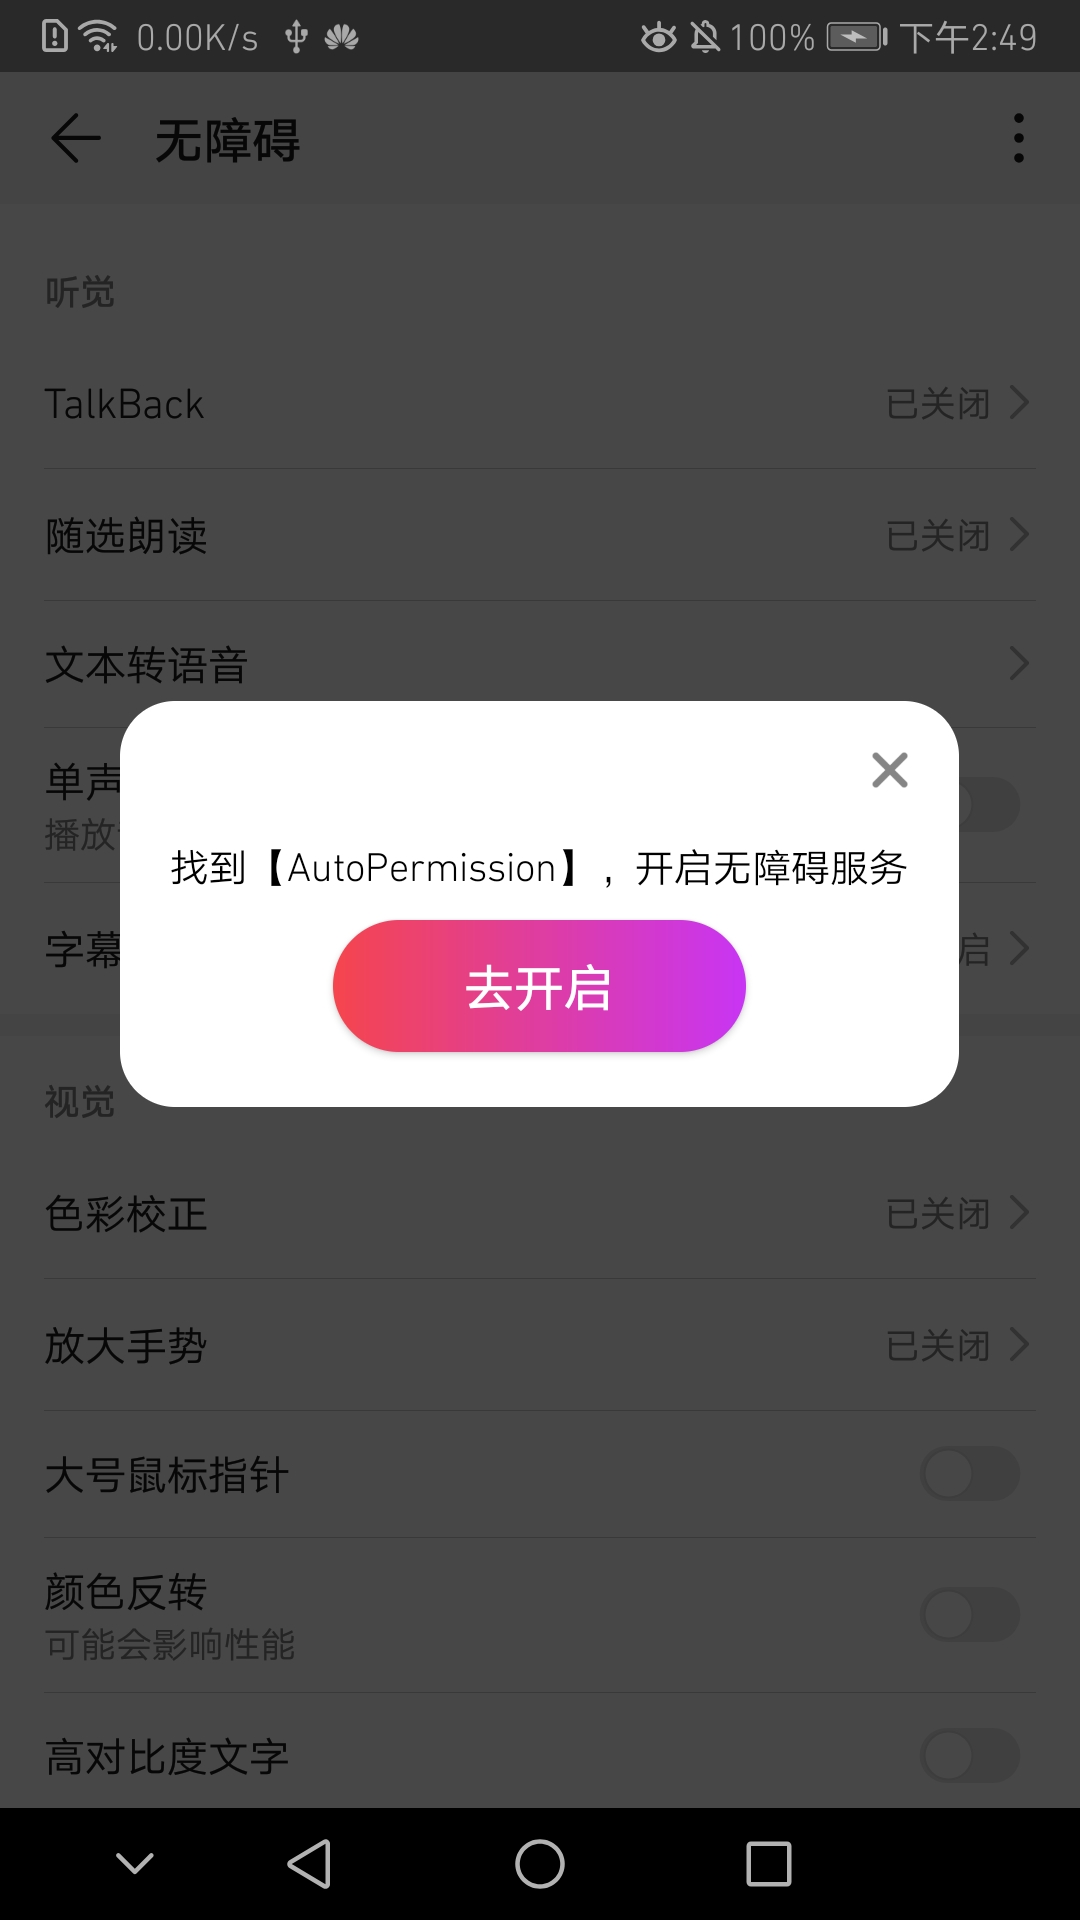 0.00K/s 100% 下午2:49
无障碍
听觉
TalkBack 已关闭
随选朗读 已关闭
文本转语音
单声
播放
找到【AutoPermission】，开启无障碍服务
字幕 启
去开启
视觉
色彩校正 已关闭
放大手势 已关闭
大号鼠标指针
颜色反转
可能会影响性能
高对比度文字